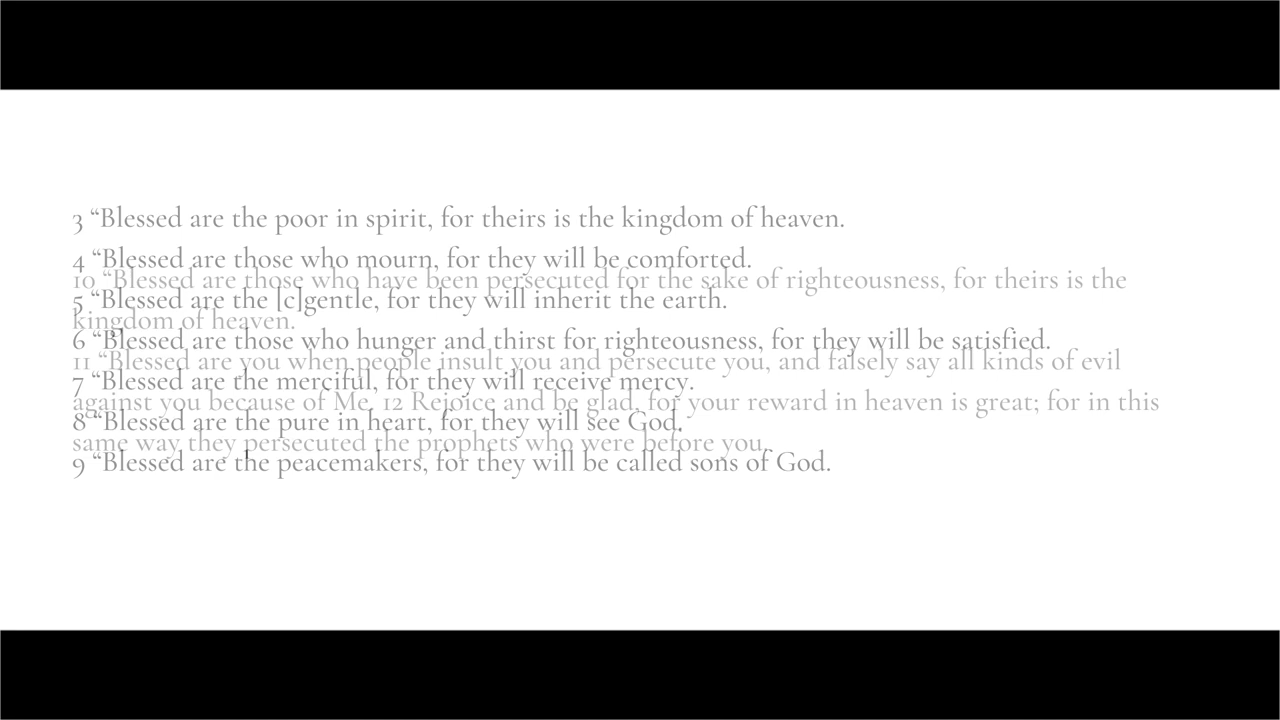 3 “Blessed are the poor in spirit, for theirs is the kingdom of heaven.
4 “Blessed are those who mourn, for they will be comforted.
10 “Blessed are those who have been persecuted for the sake of righteousness, for theirs is the
5 “Blessed are the [c]gentle, for they will inherit the earth.
kingdom of heaven.
6 “Blessed are those who hunger and thirst for righteousness, for they will be satisfied.
11 “Blessed are you when people insult you and persecute you, and falsely say all kinds of evil
7 “Blessed are the merciful, for they will receive mercy.
against you because of Me. 12 Rejoice and be glad, for your reward in heaven is great; for in this
8 “Blessed are the pure in heart, for they will see God.
same way they persecuted the prophets who were before you.
9 “Blessed are the peacemakers, for they will be called sons of God.